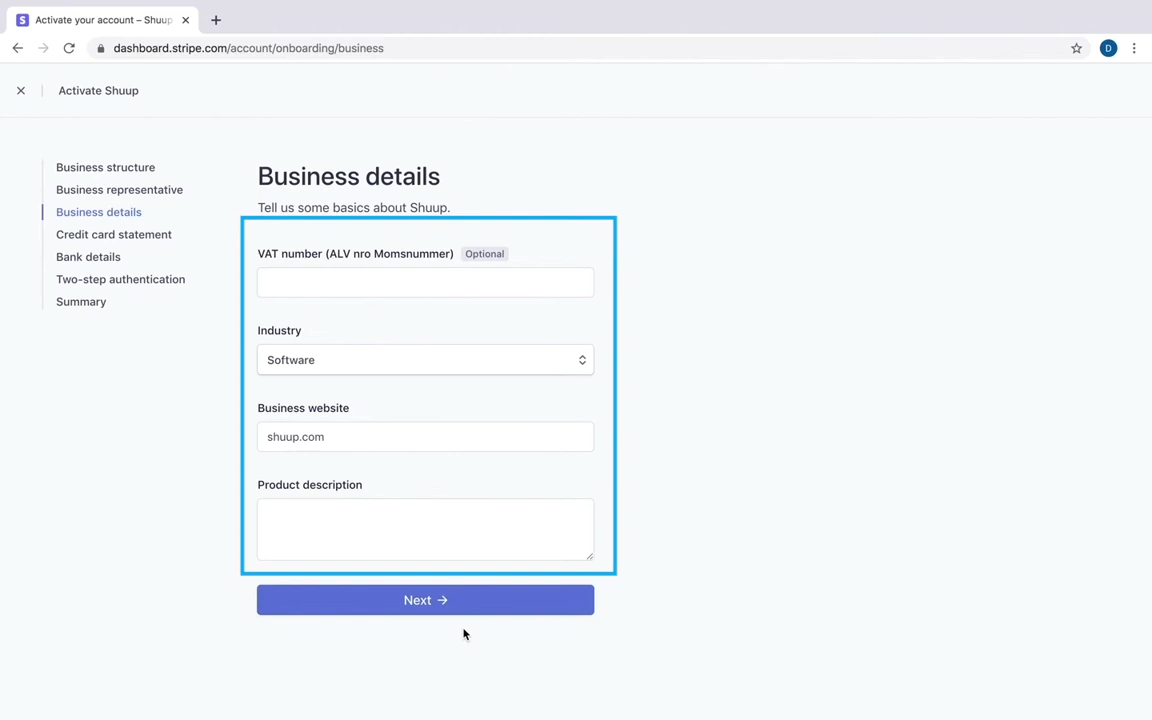 Activate your account – Shuup
dashboard.stripe.com/account/onboarding/business
D
Activate Shuup
Business structure
Business representative
Business details
Credit card statement
Bank details
Two-step authentication
Summary
Business details
Tell us some basics about Shuup.
VAT number (ALV nro Momsnummer) Optional
Industry
Software
Business website
shuup.com
Product description
Next →